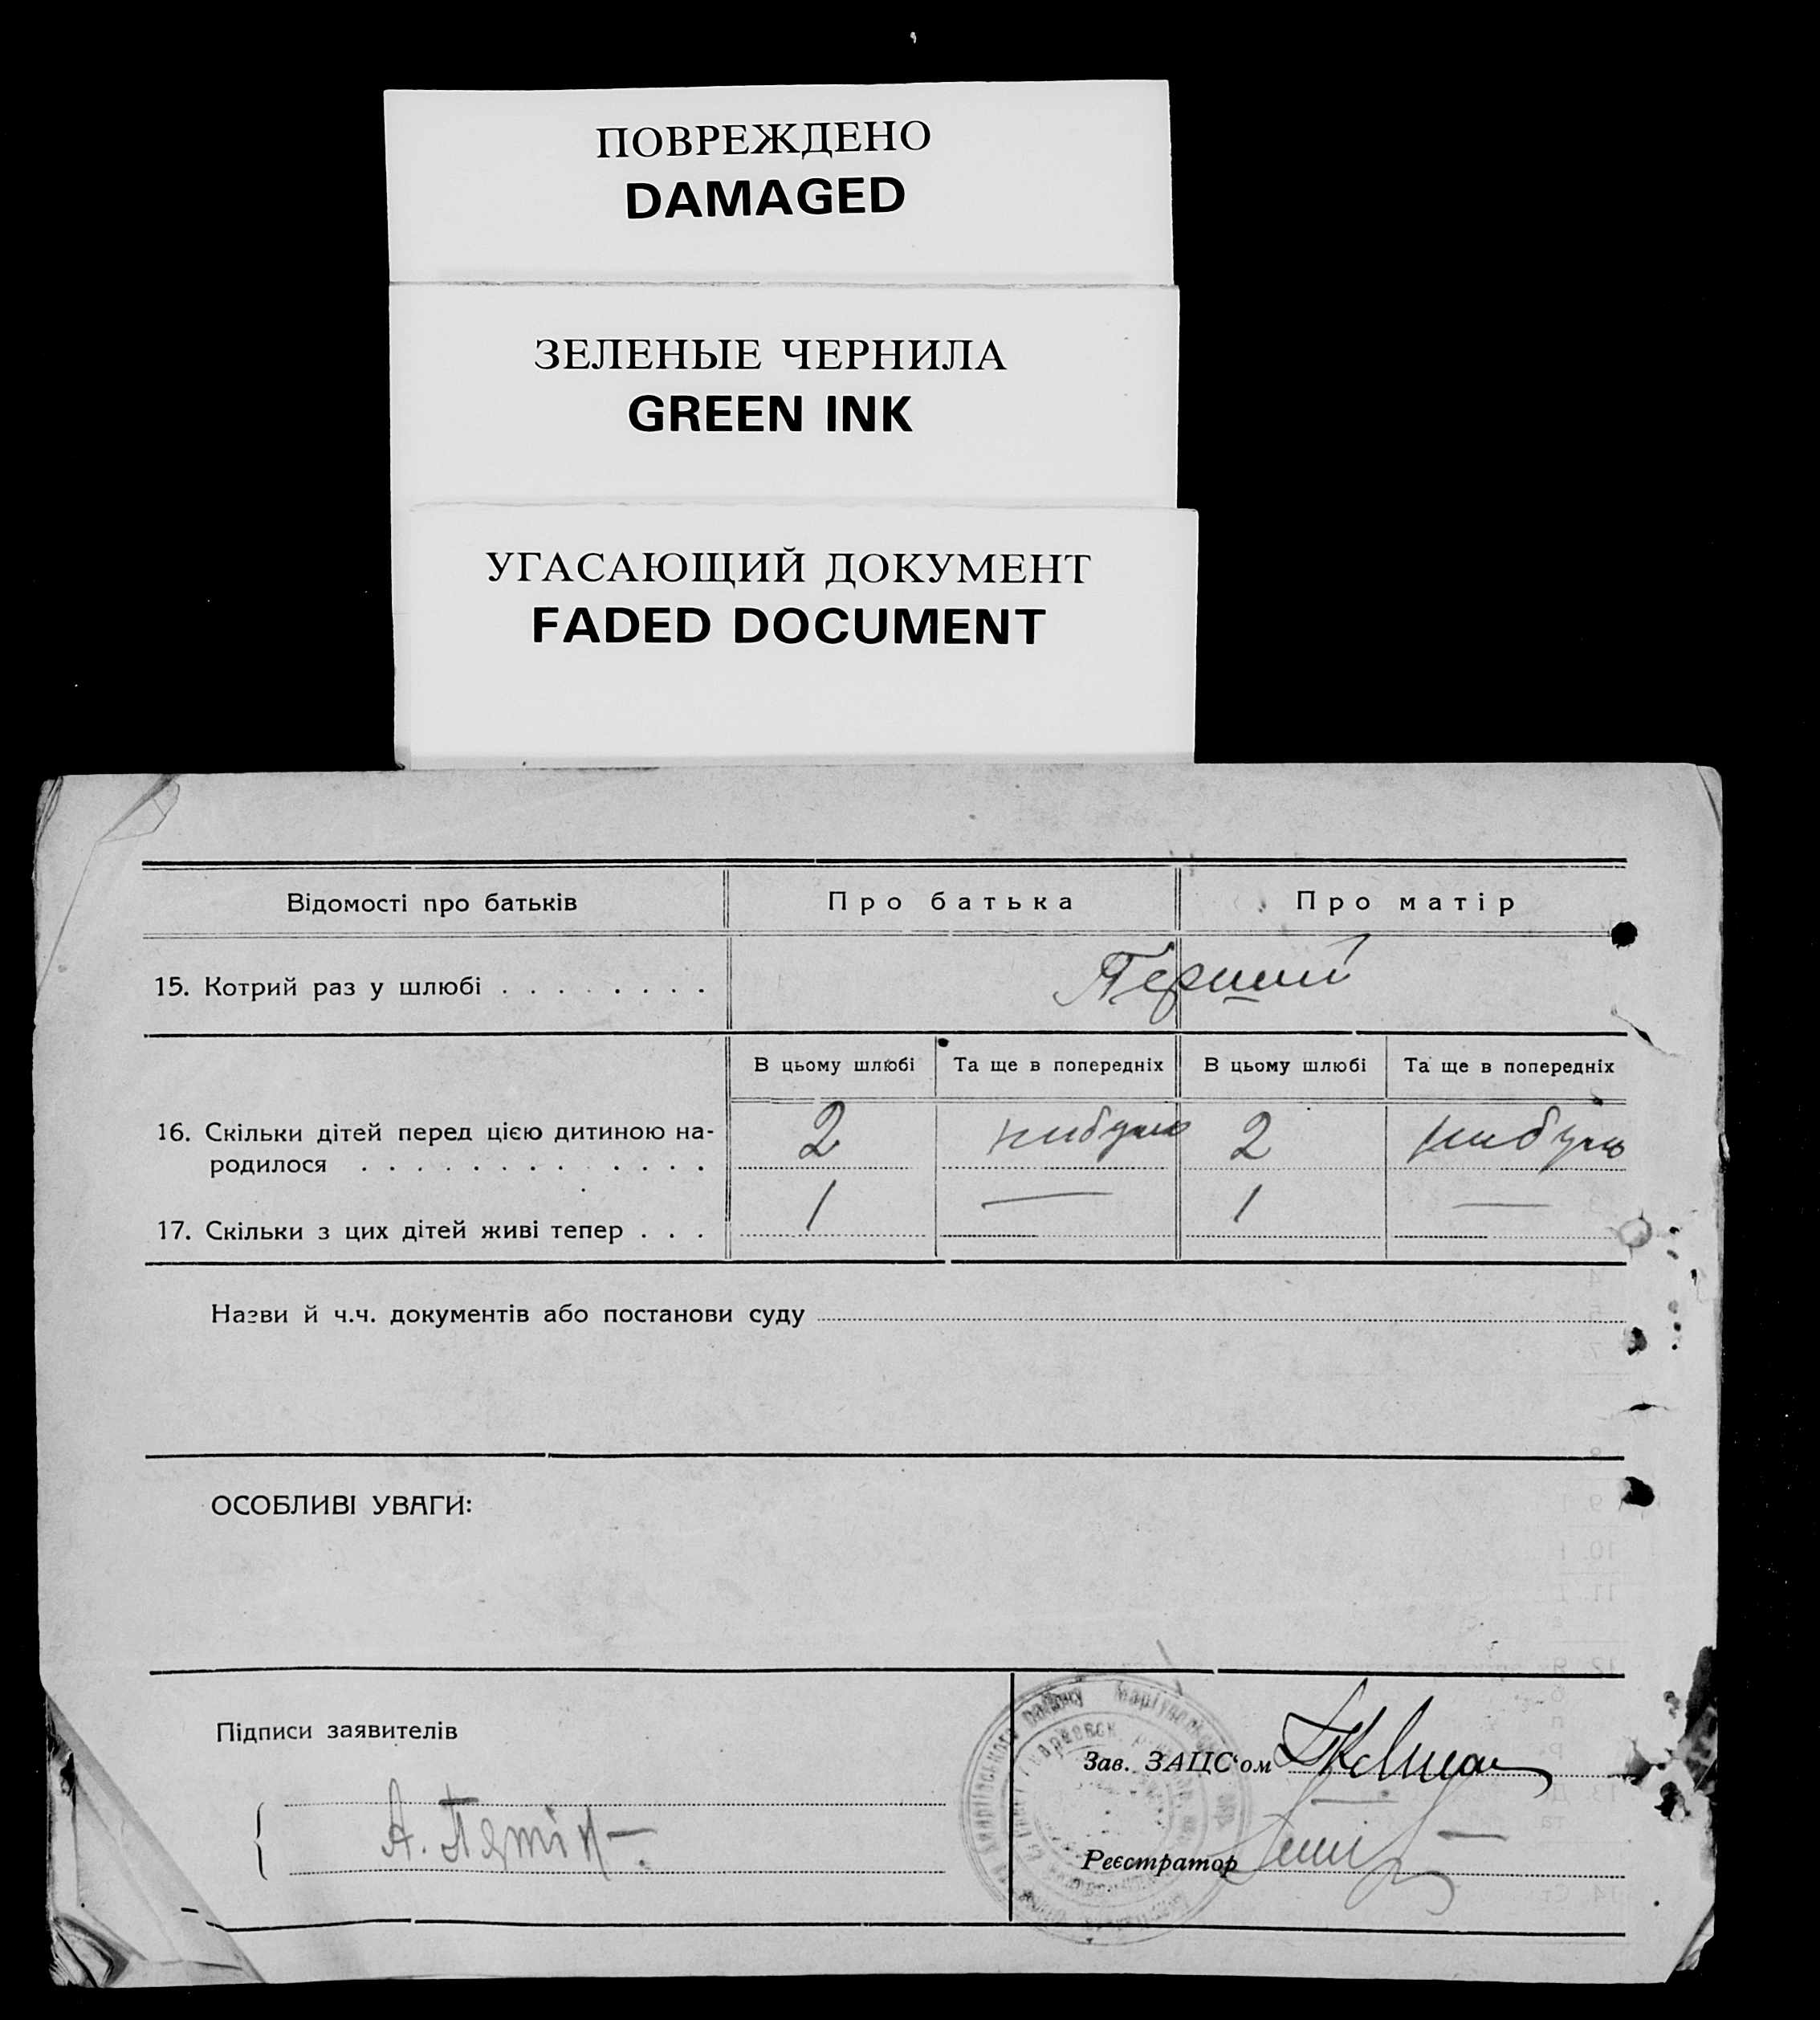 ПОВРЕЖДЕНО
DAMAGED
ЗЕЛЕНЫЕ ЧЕРНИЛА
GREEN INK
УГАСАЮЩИЙ ДОКУМЕНТ
FADED DOCUMENT
Відомості про батьків Про батька Про матір
15. Котрий раз у шлюбі . . . . . . . . Перший
В цьому шлюбі Та ще в попередніх В цьому шлюбі Та ще в попередніх
16. Скільки дітей перед цією дитиною на-
родилося . . . . . . . . . . . . . 2 небуло 2 небуло
17. Скільки з цих дітей живі тепер . . . 1 — 1 —
Назви й ч.ч. документів або постанови суду
ОСОБЛИВІ УВАГИ:
Підписи заявителів
Зав. ЗАЦС'ом
А. Пятін
Реєстратор